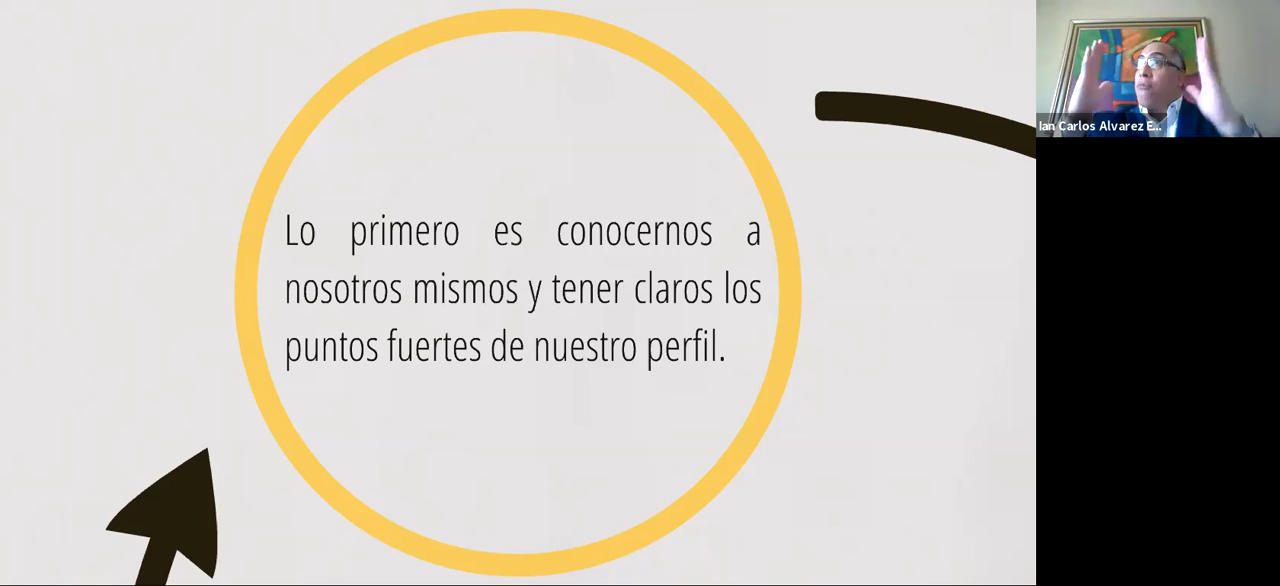 Lo primero es conocernos a
nosotros mismos y tener claros los
puntos fuertes de nuestro perfil.
Ian Carlos Alvarez E...